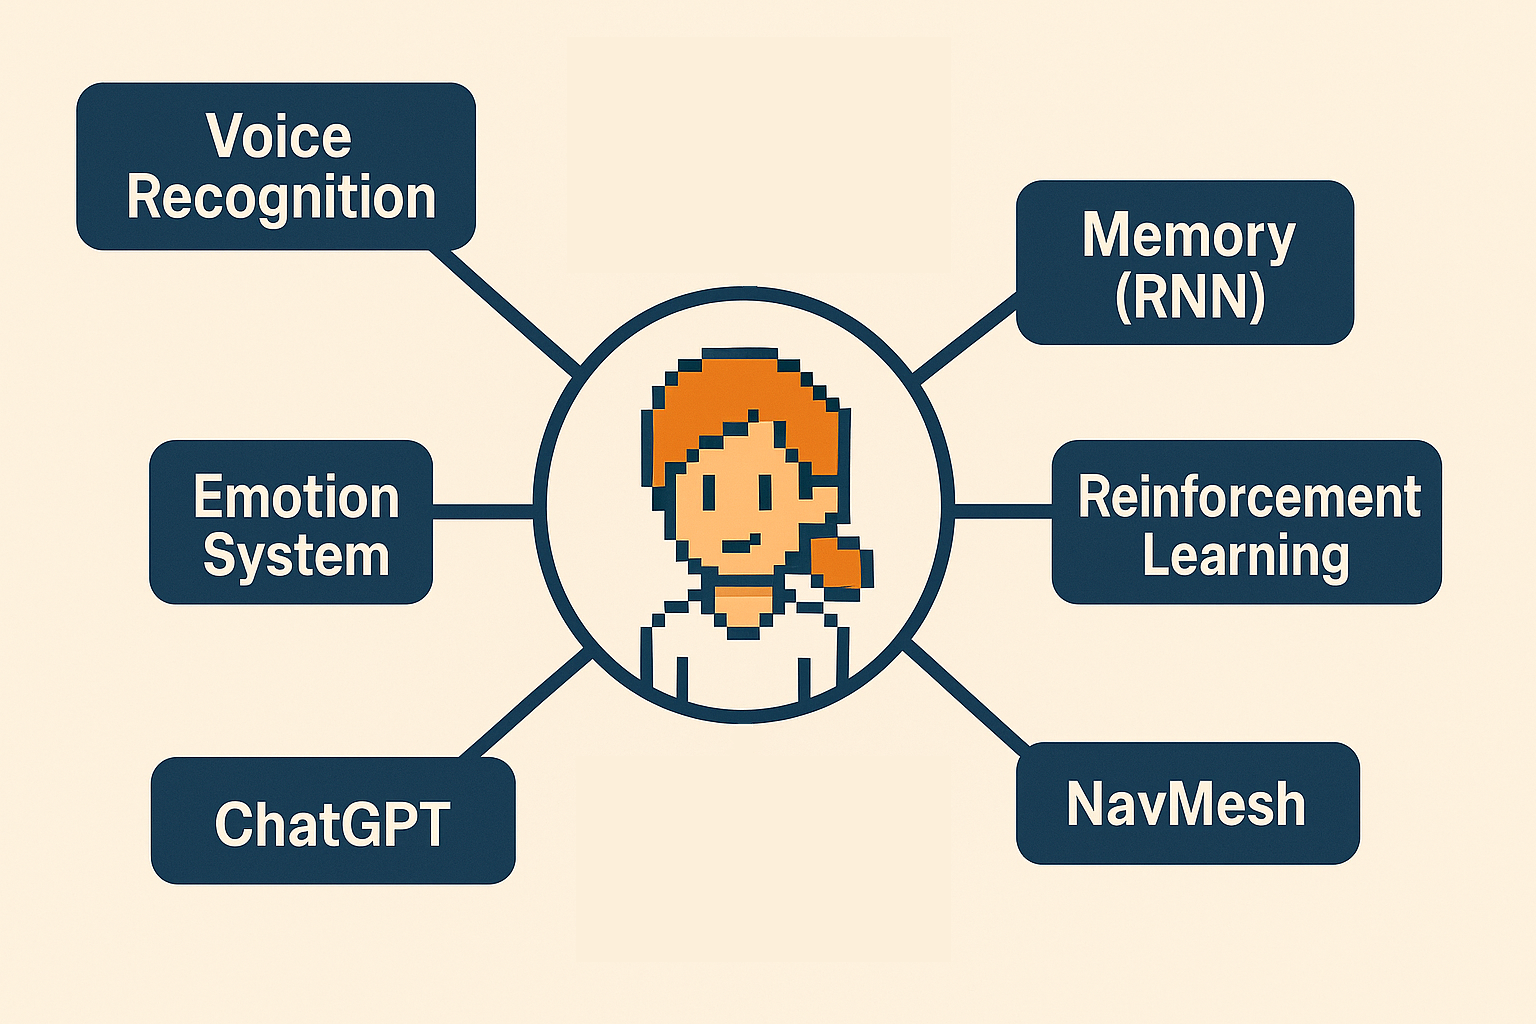 Voice
Recognition
Memory
(RNN)
Emotion
System
Reinforcement
Learning
ChatGPT
NavMesh